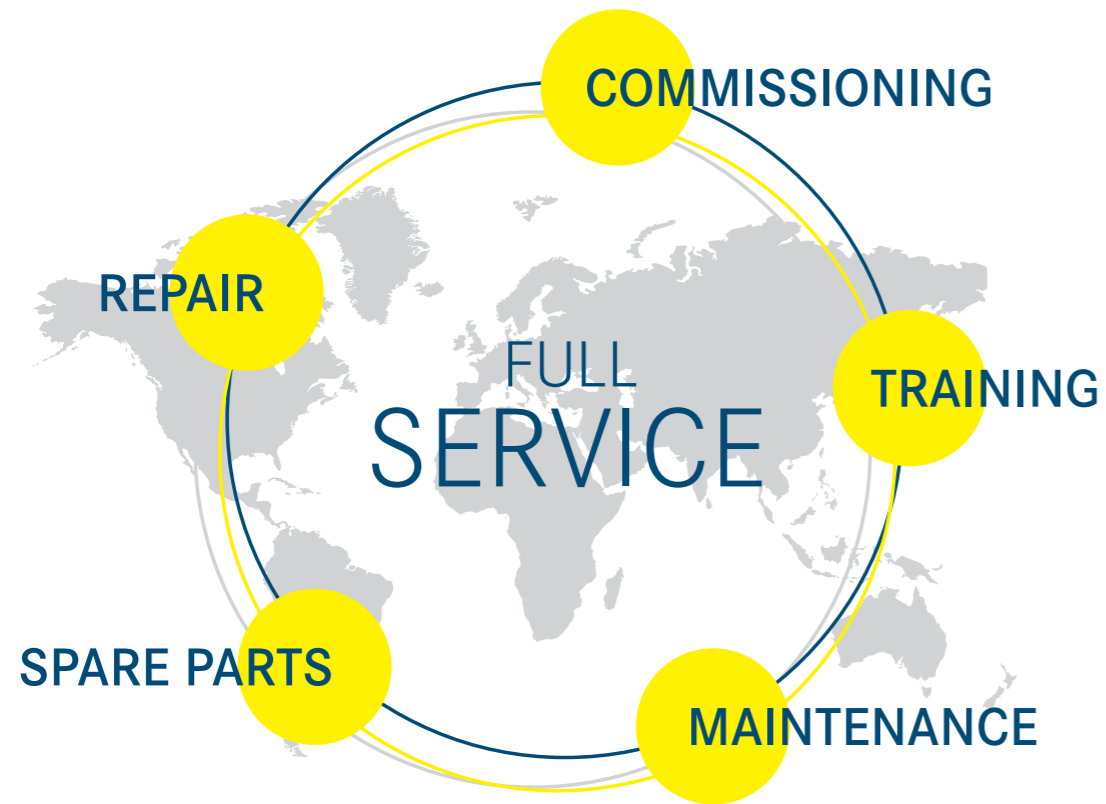 COMMISSIONING
REPAIR
FULL
SERVICE
TRAINING
SPARE PARTS
MAINTENANCE